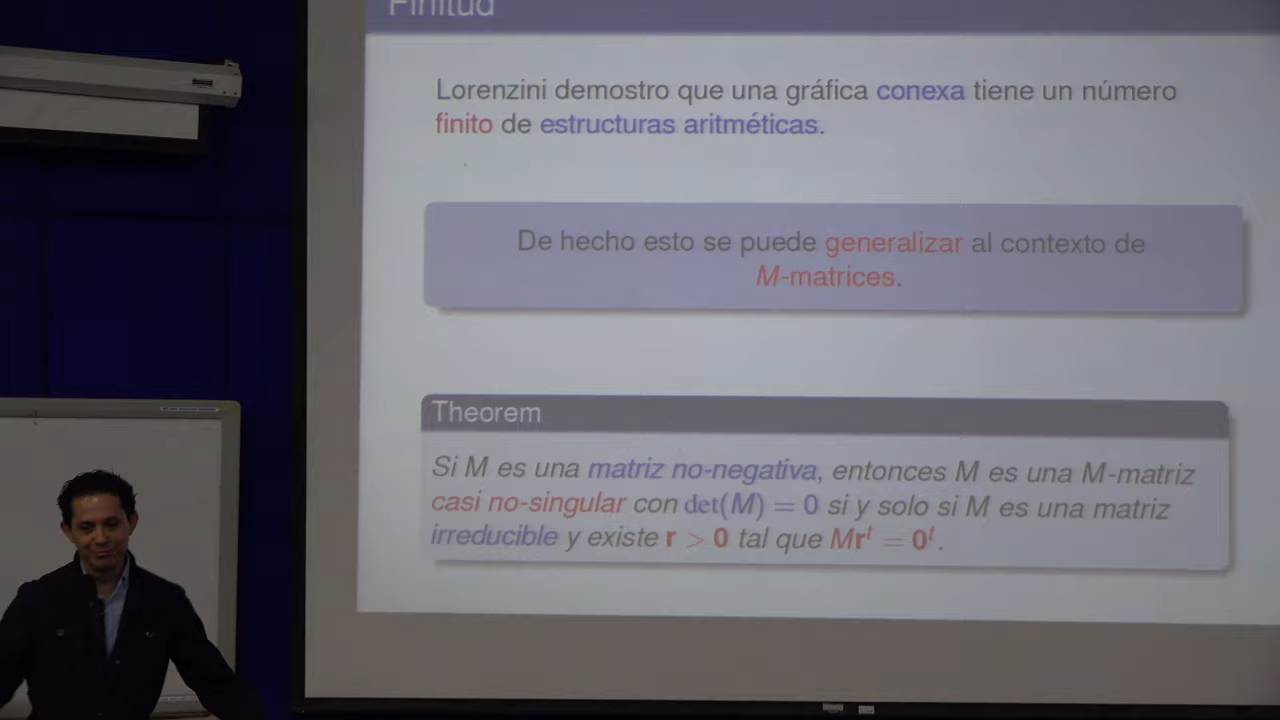 Finitud
Lorenzini demostro que una gráfica conexa tiene un número
finito de estructuras aritméticas.
De hecho esto se puede generalizar al contexto de
M-matrices.
Theorem
Si M es una matriz no-negativa, entonces M es una M-matriz
casi no-singular con det(M) = 0 si y solo si M es una matriz
irreducible y existe r > 0 tal que Mrᵗ = 0ᵗ.